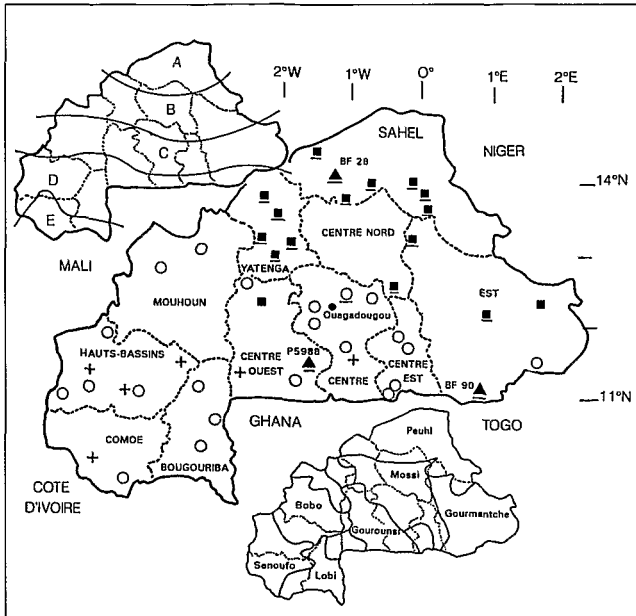 A
B
C
D
E
2°W
1°W
0°
1°E
2°E
SAHEL
NIGER
BF 28
14°N
CENTRE NORD
MALI
YATENGA
MOUHOUN
EST
Ouagadougou
HAUTS-BASSINS
CENTRE OUEST
PS988
CENTRE
CENTRE EST
BF 90
11°N
GHANA
TOGO
COMOE
BOUGOURIBA
COTE D'IVOIRE
Peuhl
Mossi
Bobo
Gourounsi
Gourmantche
Senoufo
Lobi